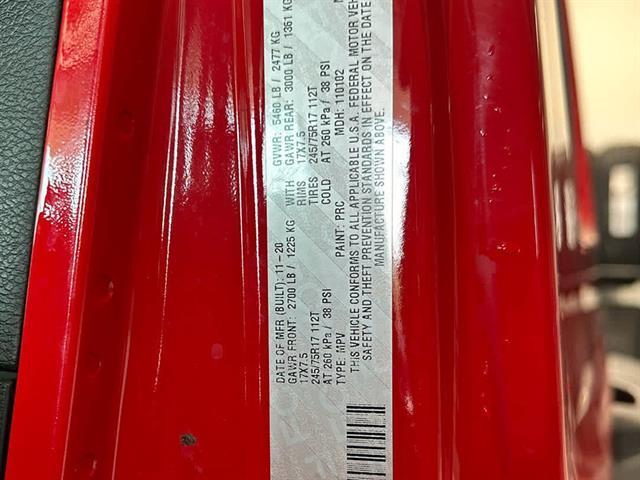 DATE OF MFR (BUILT): 11-20 GVWR: 5460 LB / 2477 KG
GAWR FRONT: 2700 LB / 1225 KG WITH GAWR REAR: 3000 LB / 1361 KG
17X7.5 RIMS 17X7.5
245/75R17 112T TIRES 245/75R17 112T
AT 260 kPa / 38 PSI COLD AT 260 kPa / 38 PSI
TYPE: MPV PAINT: PRC MDH: 110102
THIS VEHICLE CONFORMS TO ALL APPLICABLE U.S.A. FEDERAL MOTOR
SAFETY AND THEFT PREVENTION STANDARDS IN EFFECT ON THE DATE
MANUFACTURE SHOWN ABOVE.